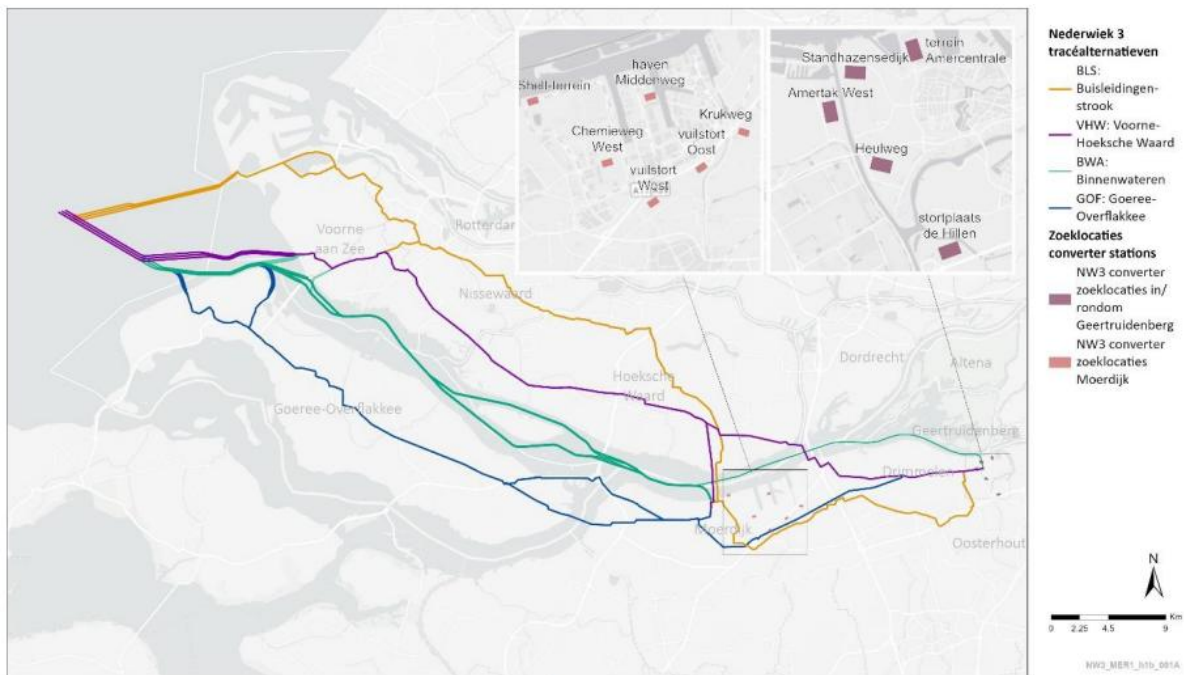 Shell-terrein
haven
Middenweg
Krukweg
Chemieweg
West
vuilstort
Oost
vuilstort
West
Standhazensedijk
terrein
Amercentrale
Amertak West
Heulweg
stortplaats
de Hillen
Voorne
aan Zee
Rotterdam
Nissewaard
Hoeksche
Waard
Dordrecht
Altena
Goeree-Overflakkee
Geertruidenberg
Drimmelen
Moerdijk
Oosterhout
Nederwiek 3
tracéalternatieven
BLS:
Buisleidingen-
strook
VHW: Voorne-
Hoeksche Waard
BWA:
Binnenwateren
GOF: Goeree-
Overflakkee
Zoeklocaties
converter stations
NW3 converter
zoeklocaties in/
rondom
Geertruidenberg
NW3 converter
zoeklocaties
Moerdijk
N
Km
0 2.25 4.5 9
NW3_MER1_h1b_001A